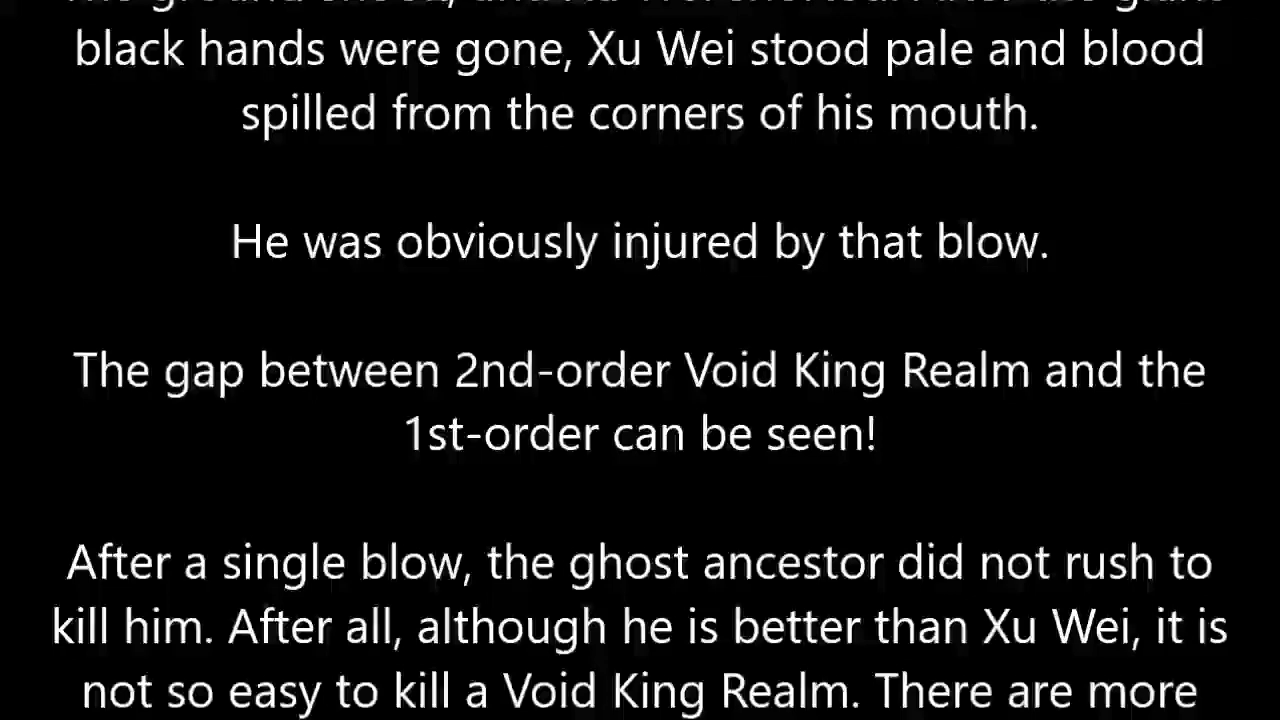 black hands were gone, Xu Wei stood pale and blood
spilled from the corners of his mouth.
He was obviously injured by that blow.
The gap between 2nd-order Void King Realm and the
1st-order can be seen!
After a single blow, the ghost ancestor did not rush to
kill him. After all, although he is better than Xu Wei, it is
not so easy to kill a Void King Realm. There are more